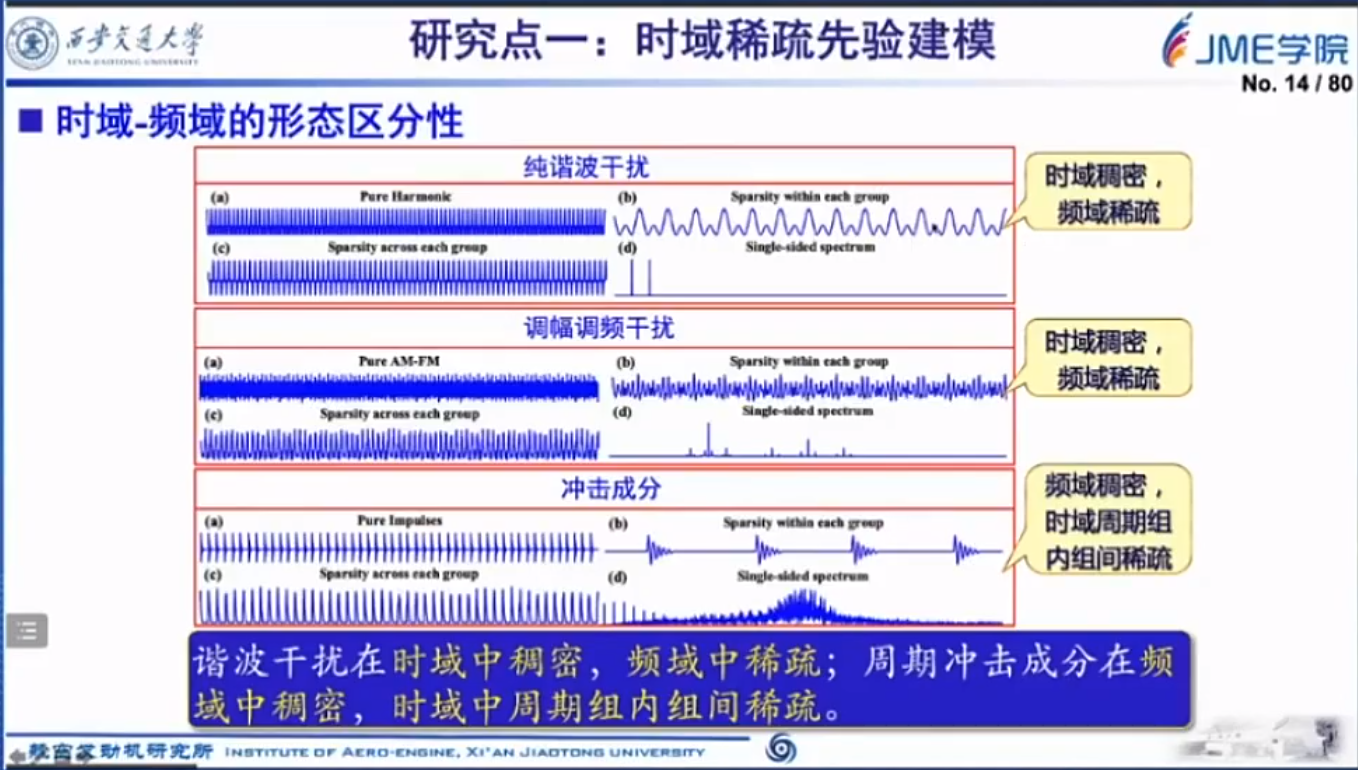 西安交通大学
XI'AN JIAOTONG UNIVERSITY
研究点一：时域稀疏先验建模
JME学院
No. 14 / 80
时域-频域的形态区分性
纯谐波干扰
(a) Pure Harmonic
(b) Sparsity within each group
(c) Sparsity across each group
(d) Single-sided spectrum
时域稠密，
频域稀疏
调幅调频干扰
(a) Pure AM-FM
(b) Sparsity within each group
(c) Sparsity across each group
(d) Single-sided spectrum
时域稠密，
频域稀疏
冲击成分
(a) Pure Impulses
(b) Sparsity within each group
(c) Sparsity across each group
(d) Single-sided spectrum
频域稠密，
时域周期组
内组间稀疏
谐波干扰在时域中稠密，频域中稀疏；周期冲击成分在频
域中稠密，时域中周期组内组间稀疏。
航空发动机研究所 INSTITUTE OF AERO-ENGINE, XI'AN JIAOTONG UNIVERSITY